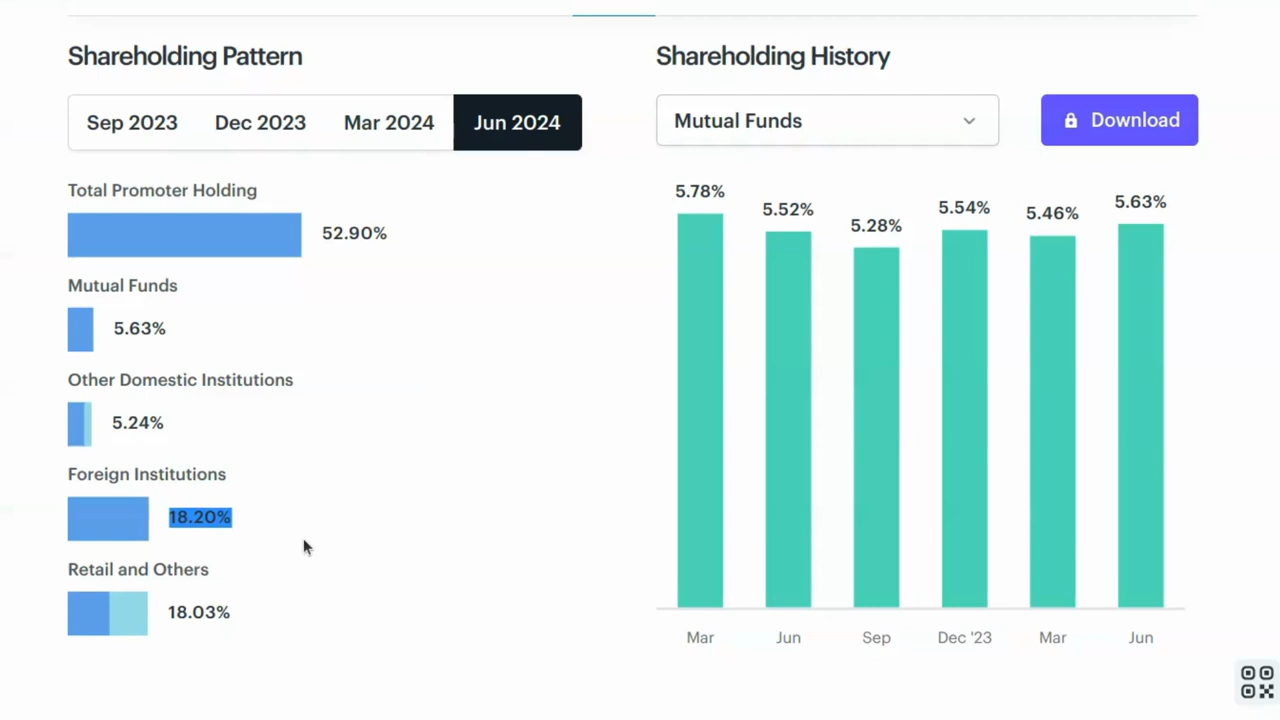 Shareholding Pattern
Sep 2023 Dec 2023 Mar 2024 Jun 2024
Total Promoter Holding
52.90%
Mutual Funds
5.63%
Other Domestic Institutions
5.24%
Foreign Institutions
18.20%
Retail and Others
18.03%
Shareholding History
Mutual Funds
Download
5.78% 5.52% 5.28% 5.54% 5.46% 5.63%
Mar Jun Sep Dec '23 Mar Jun